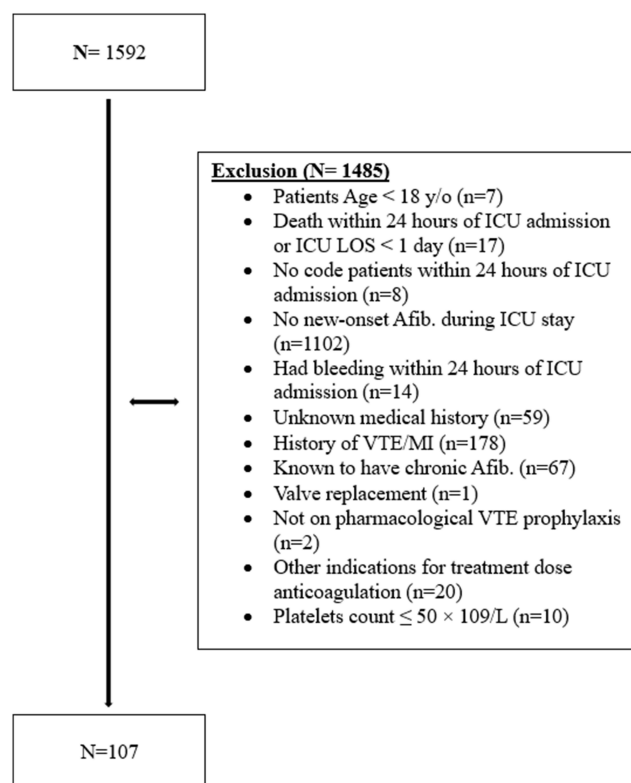 N= 1592
Exclusion (N= 1485)
• Patients Age < 18 y/o (n=7)
• Death within 24 hours of ICU admission
or ICU LOS < 1 day (n=17)
• No code patients within 24 hours of ICU
admission (n=8)
• No new-onset Afib. during ICU stay
(n=1102)
• Had bleeding within 24 hours of ICU
admission (n=14)
• Unknown medical history (n=59)
• History of VTE/MI (n=178)
• Known to have chronic Afib. (n=67)
• Valve replacement (n=1)
• Not on pharmacological VTE prophylaxis
(n=2)
• Other indications for treatment dose
anticoagulation (n=20)
• Platelets count ≤ 50 × 109/L (n=10)
N=107